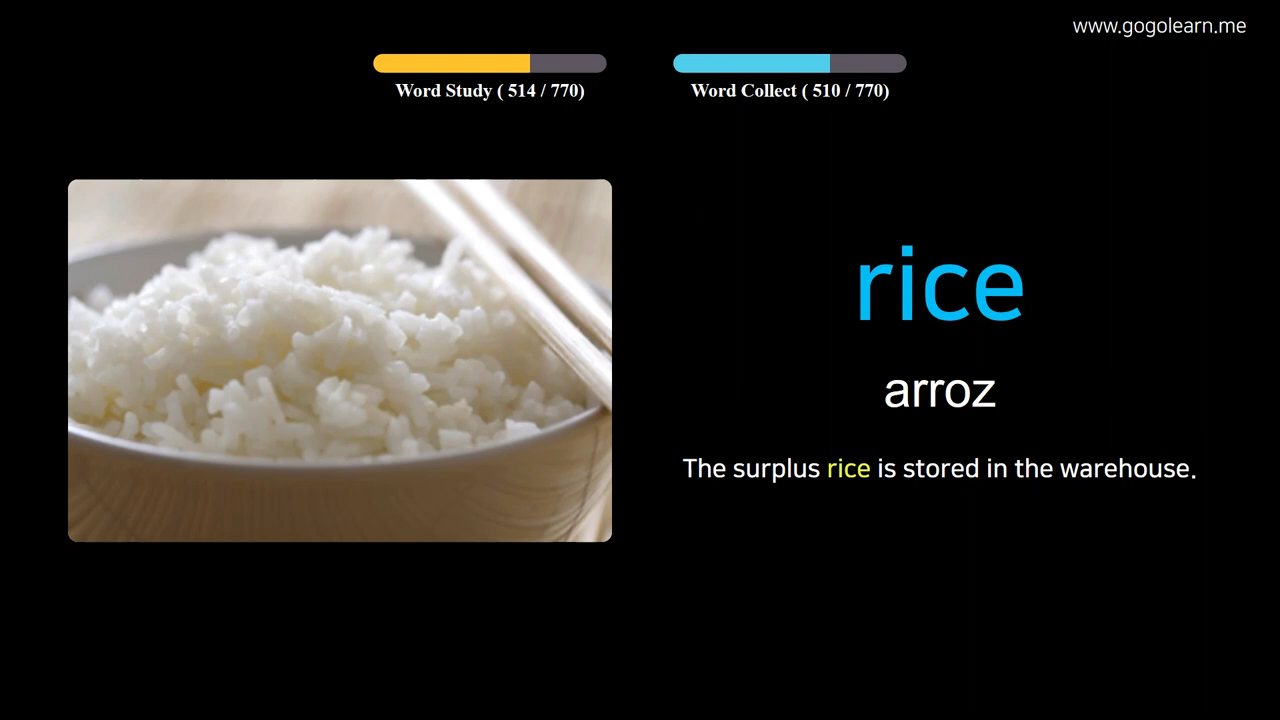 www.gogolearn.me
Word Study ( 514 / 770)
Word Collect ( 510 / 770)
rice
arroz
The surplus rice is stored in the warehouse.